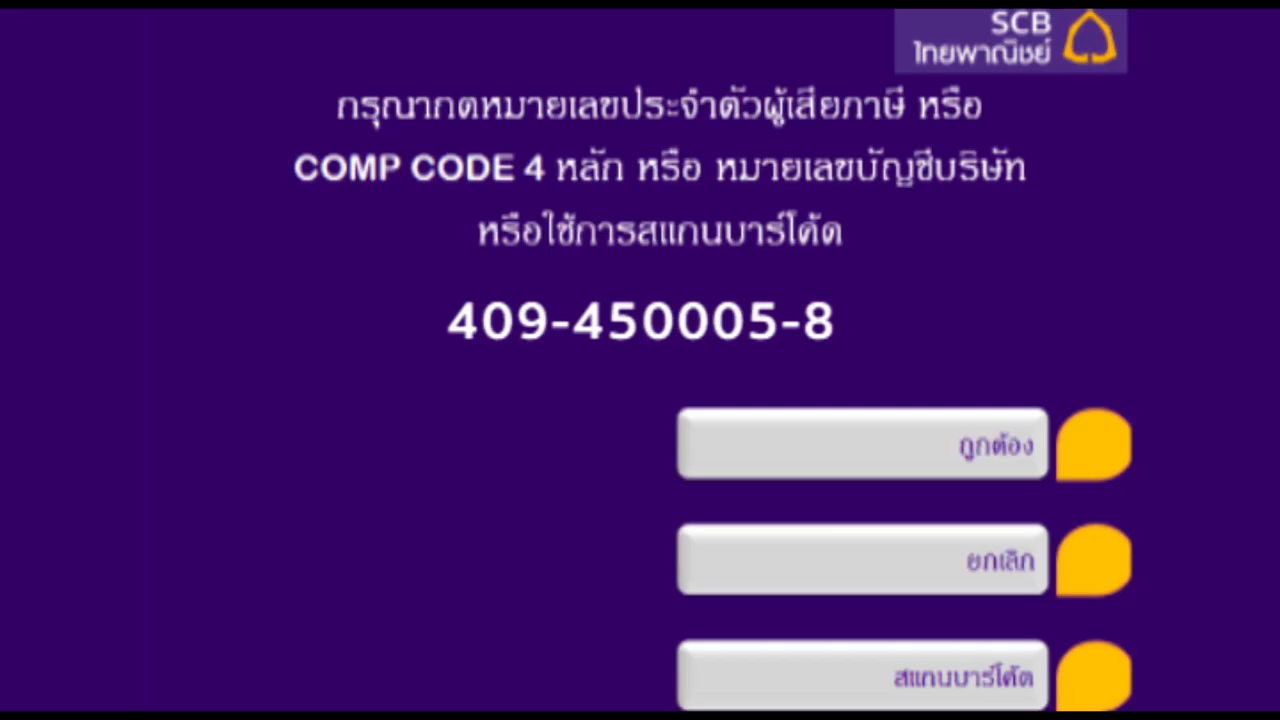 SCB
ไทยพาณิชย์
กรุณากดหมายเลขประจำตัวผู้เสียภาษี หรือ
COMP CODE 4 หลัก หรือ หมายเลขบัญชีบริษัท
หรือใช้การสแกนบาร์โค้ด
409-450005-8
ถูกต้อง
ยกเลิก
สแกนบาร์โค้ด